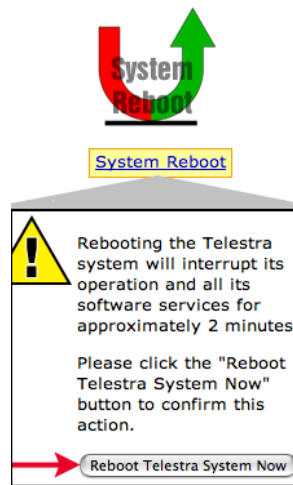 System
Reboot
System Reboot
!
Rebooting the Telestra
system will interrupt its
operation and all its
software services for
approximately 2 minutes
Please click the "Reboot
Telestra System Now"
button to confirm this
action.
Reboot Telestra System Now